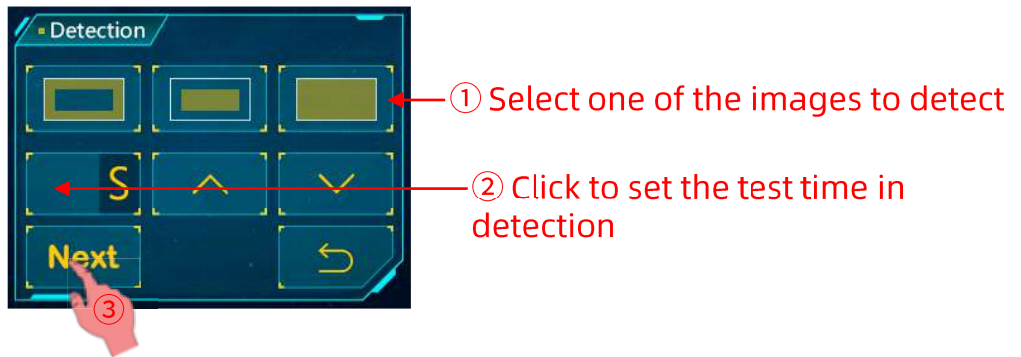 Detection
① Select one of the images to detect
S
② Click to set the test time in
detection
Next
③